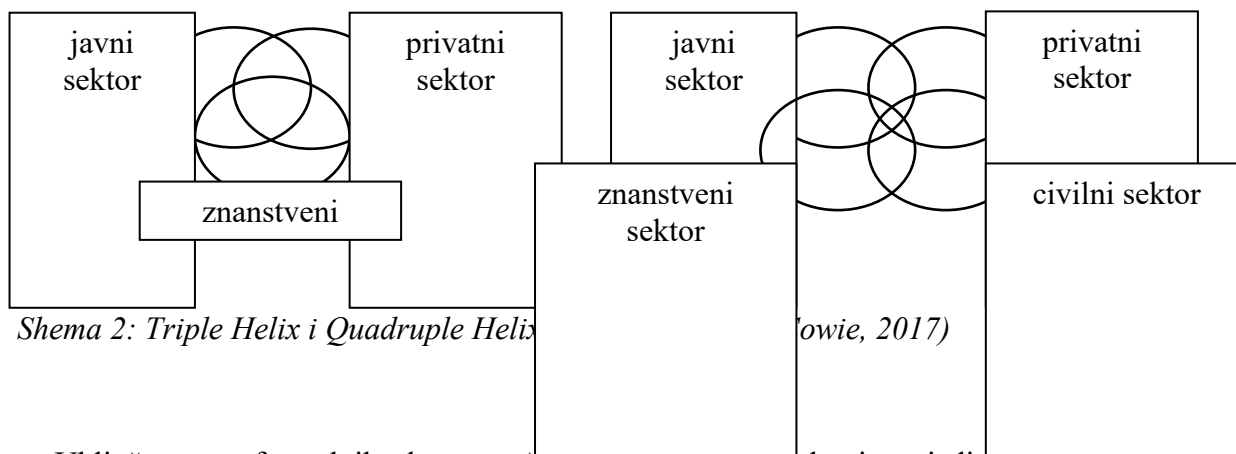 javni
sektor
privatni
sektor
znanstveni
javni
sektor
privatni
sektor
znanstveni
sektor
civilni sektor
Shema 2: Triple Helix i Quadruple Helix
owie, 2017)